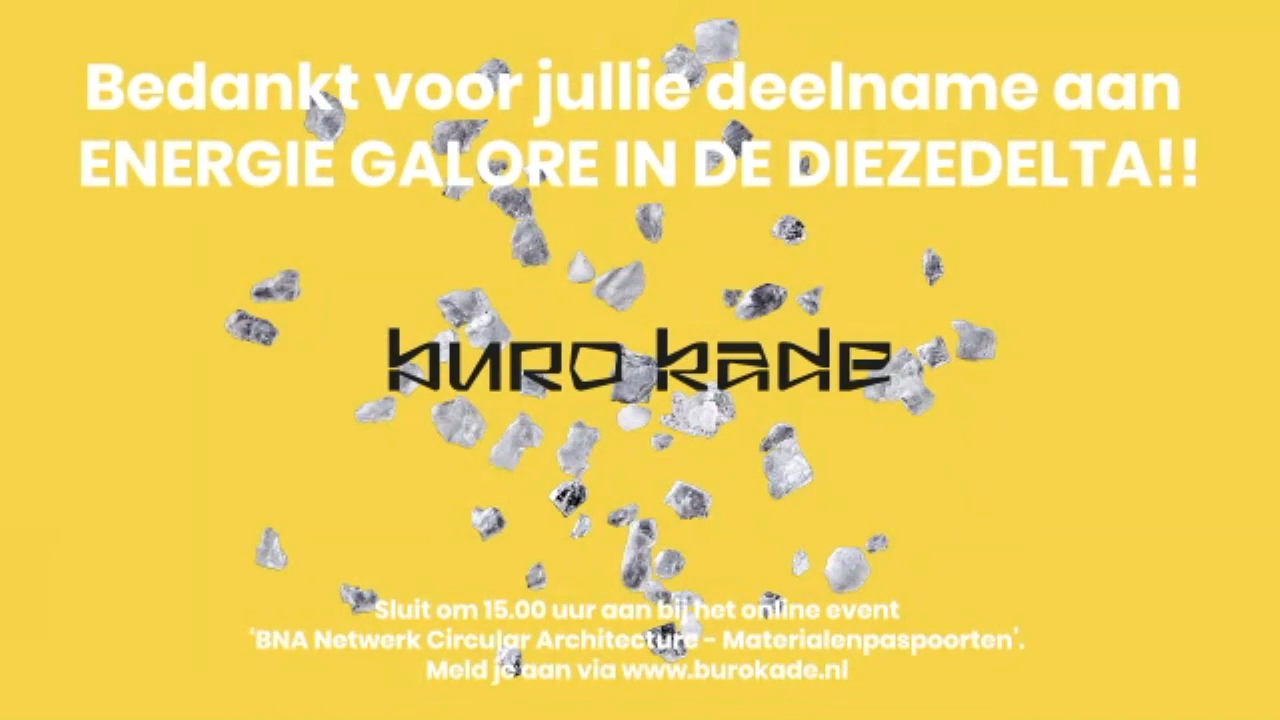 Bedankt voor jullie deelname aan
ENERGIE GALORE IN DE DIEZEDELTA!!
buro kade
Sluit om 15.00 uur aan bij het online event
'BNA Netwerk Circular Architecture - Materialenpaspoorten'.
Meld je aan via www.burokade.nl